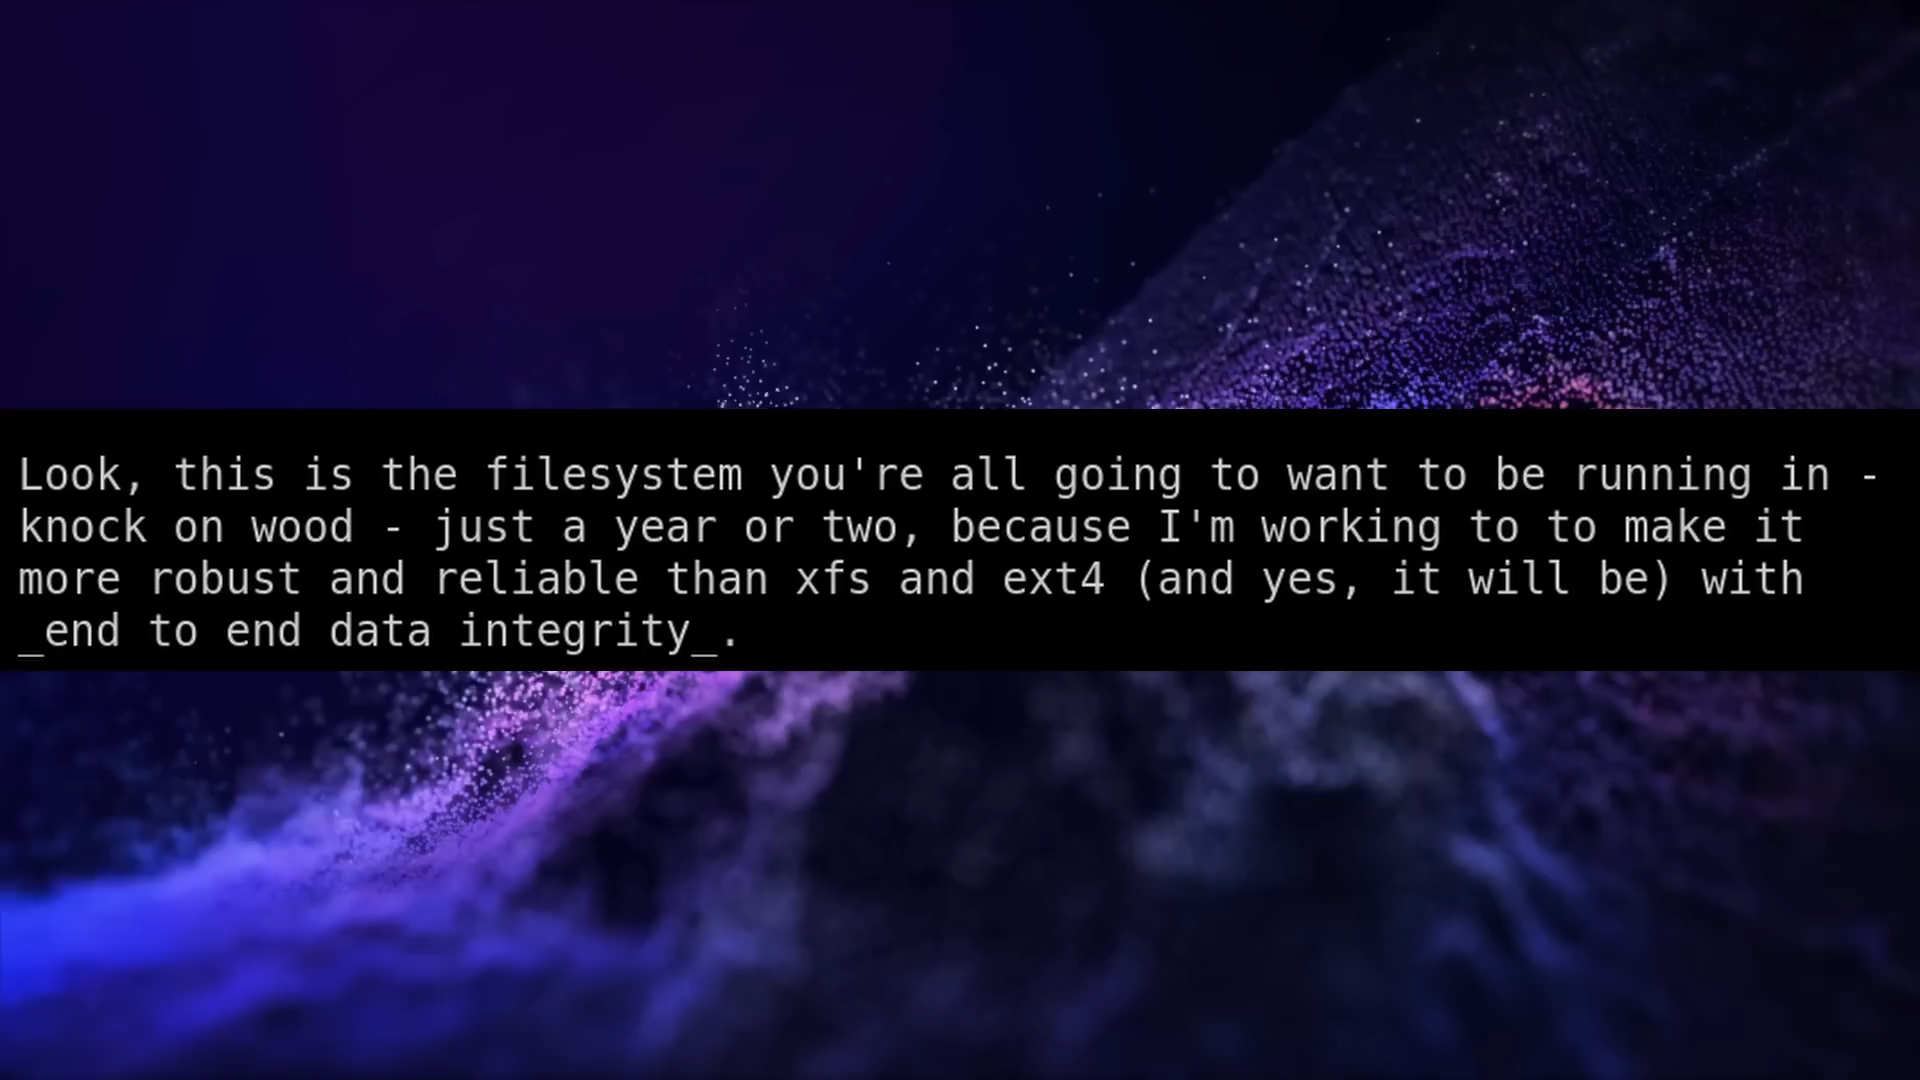 Look, this is the filesystem you're all going to want to be running in -
knock on wood - just a year or two, because I'm working to to make it
more robust and reliable than xfs and ext4 (and yes, it will be) with
_end to end data integrity_.